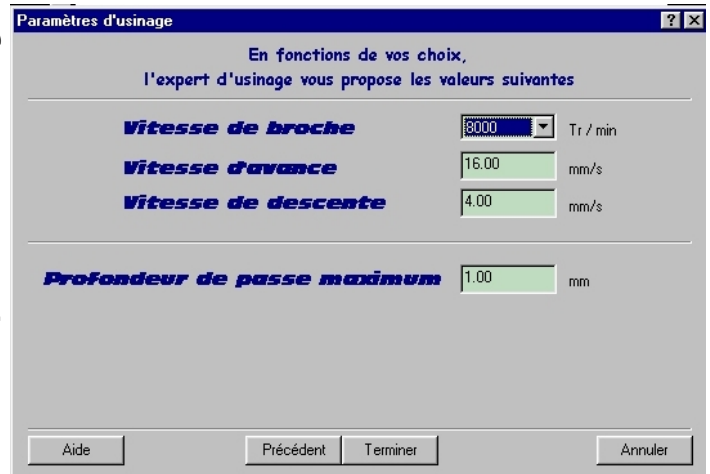 Paramètres d'usinage
En fonctions de vos choix,
l'expert d'usinage vous propose les valeurs suivantes
Vitesse de broche 8000 Tr / min
Vitesse d'avance 16.00 mm/s
Vitesse de descente 4.00 mm/s
Profondeur de passe maximum 1.00 mm
Aide Précédent Terminer Annuler